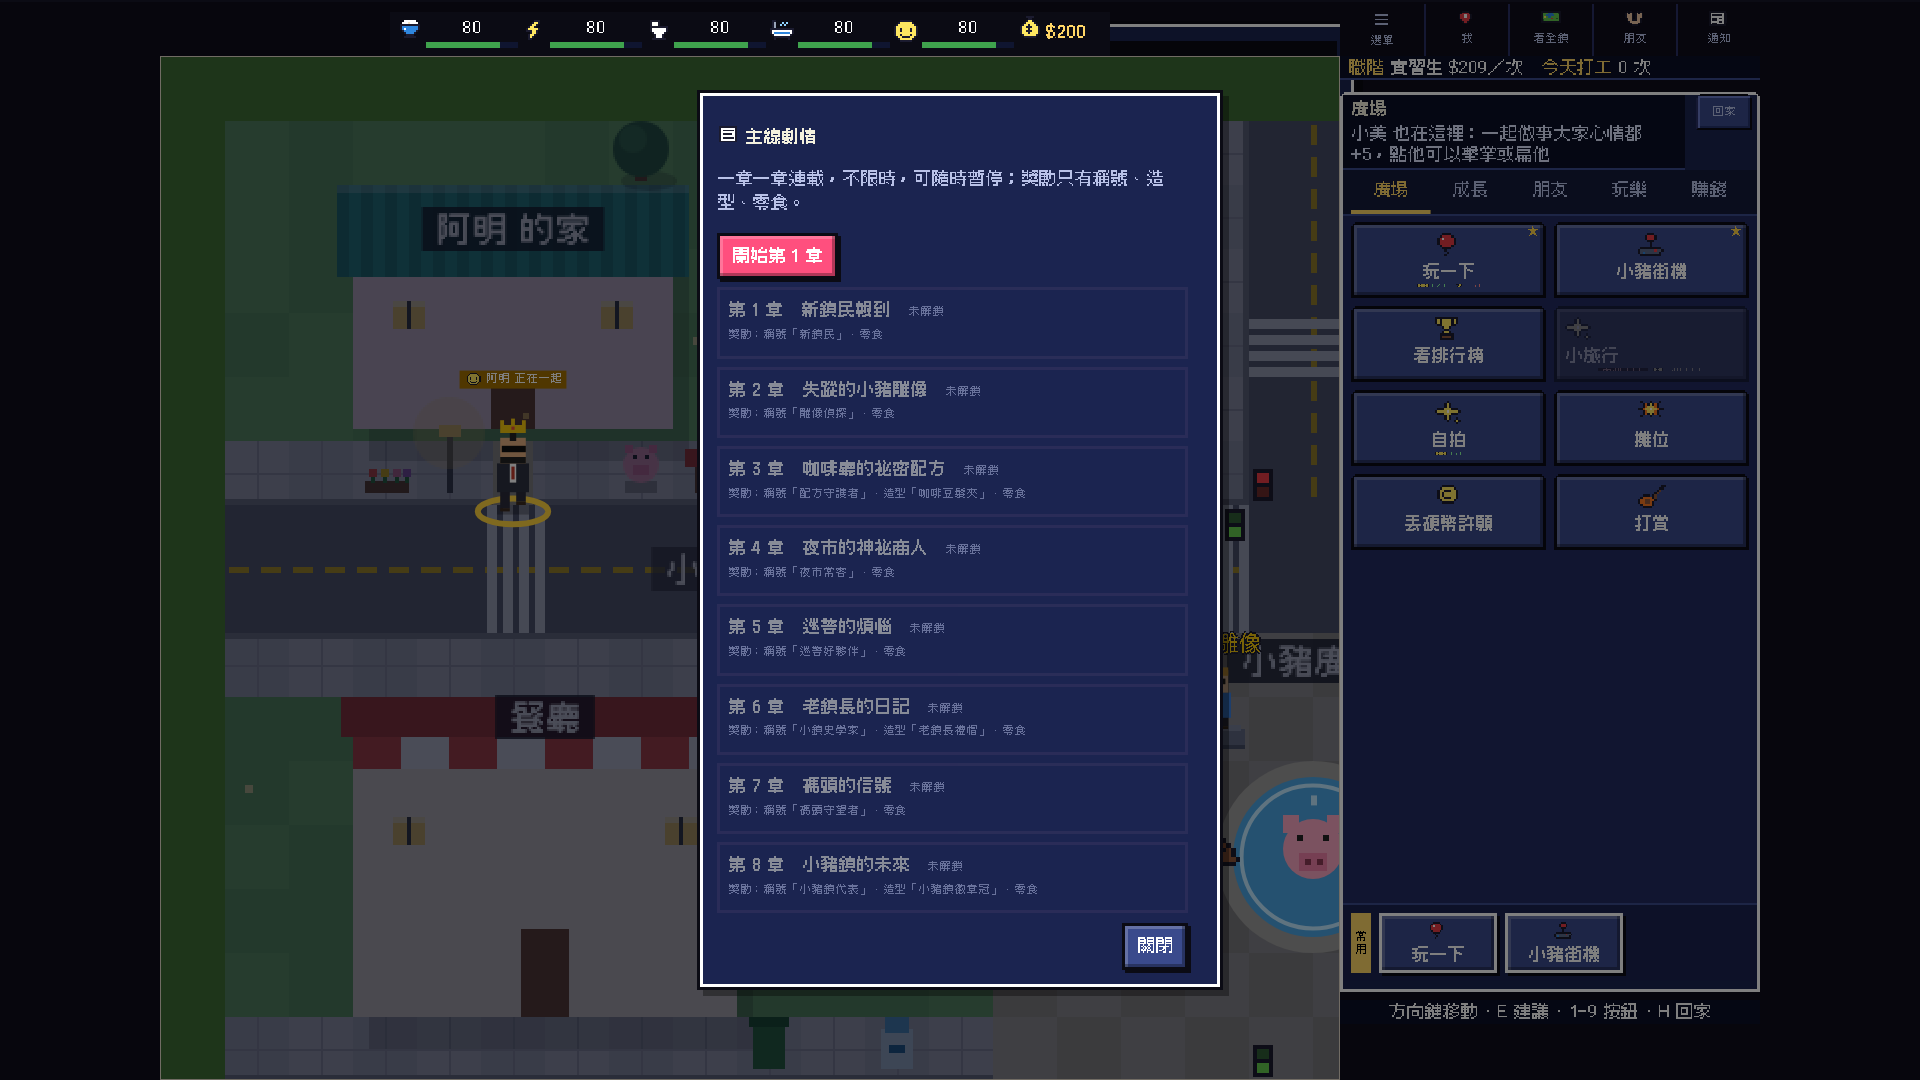 80
80
80
80
80
$200
選單
我
看全鎮
朋友
通知
職階 實習生 $209／次 今天打工 0 次
廣場
小美 也在這裡：一起做事大家心情都
+5，點他可以擊掌或扁他
回家
廣場
成長
朋友
玩樂
賺錢
玩一下
小豬街機
看排行榜
小旅行
自拍
攤位
丟硬幣許願
打賞
常用
玩一下
小豬街機
方向鍵移動 · E 建議 · 1-9 按鈕 · H 回家
主線劇情
一章一章連載，不限時，可隨時暫停；獎勵只有稱號、造
型、零食。
開始第 1 章
第 1 章 新鎮民報到 未解鎖
獎勵：稱號「新鎮民」 · 零食
第 2 章 失蹤的小豬雕像 未解鎖
獎勵：稱號「雕像偵探」 · 零食
第 3 章 咖啡廳的祕密配方 未解鎖
獎勵：稱號「配方守護者」 · 造型「咖啡豆髮夾」 · 零食
第 4 章 夜市的神祕商人 未解鎖
獎勵：稱號「夜市常客」 · 零食
第 5 章 巡警的煩惱 未解鎖
獎勵：稱號「巡警好夥伴」 · 零食
第 6 章 老鎮長的日記 未解鎖
獎勵：稱號「小鎮史學家」 · 造型「老鎮長禮帽」 · 零食
第 7 章 碼頭的信號 未解鎖
獎勵：稱號「碼頭守望者」 · 零食
第 8 章 小豬鎮的未來 未解鎖
獎勵：稱號「小豬鎮代表」 · 造型「小豬鎮徽章冠」 · 零食
關閉
阿明 的家
阿明 正在一起
小
餐廳
雕像
小豬廣